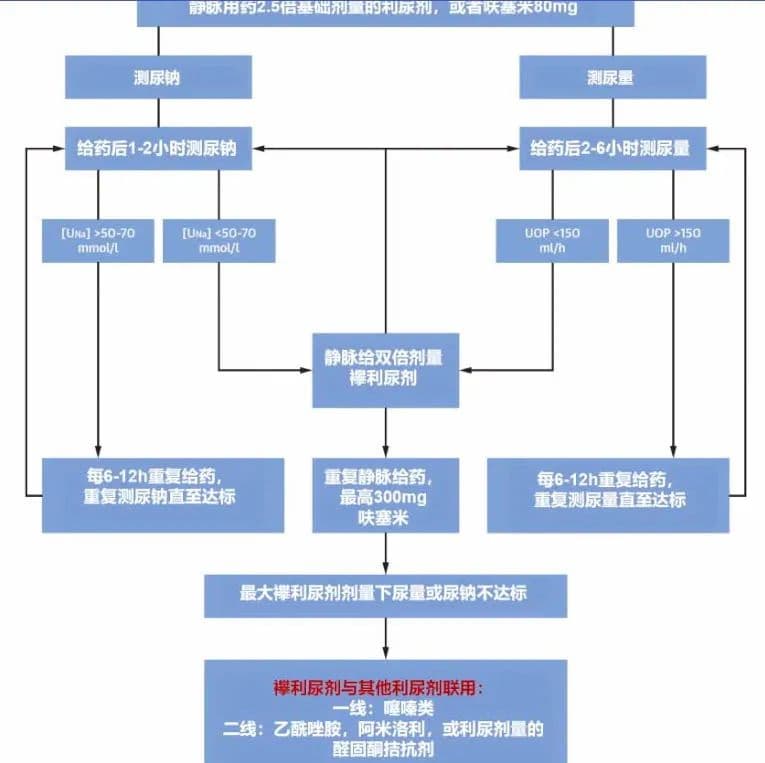 静脉用药2.5倍基础剂量的利尿剂，或者呋塞米80mg
测尿钠
测尿量
给药后1-2小时测尿钠
给药后2-6小时测尿量
[UNa] >50-70
mmol/l
[UNa] <50-70
mmol/l
UOP <150
ml/h
UOP >150
ml/h
静脉给双倍剂量
襻利尿剂
每6-12h重复给药，
重复测尿钠直至达标
重复静脉给药，
最高300mg
呋塞米
每6-12h重复给药，
重复测尿量直至达标
最大襻利尿剂剂量下尿量或尿钠不达标
襻利尿剂与其他利尿剂联用：
一线：噻嗪类
二线：乙酰唑胺，阿米洛利，或利尿剂量的
醛固酮拮抗剂